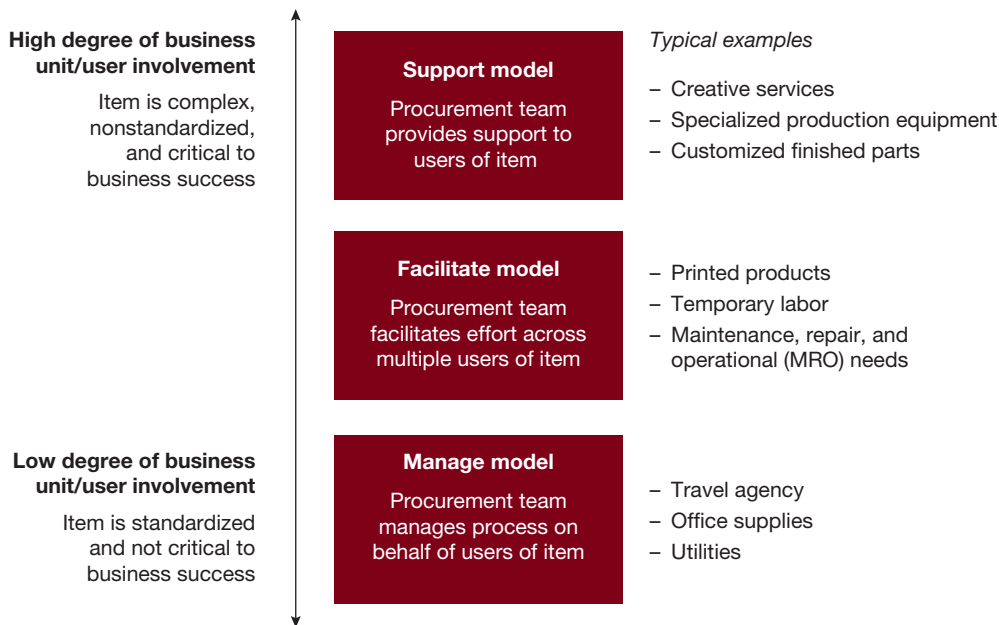 High degree of business
unit/user involvement
Item is complex,
nonstandardized,
and critical to
business success
Support model
Procurement team
provides support to
users of item
Typical examples
– Creative services
– Specialized production equipment
– Customized finished parts
Facilitate model
Procurement team
facilitates effort across
multiple users of item
– Printed products
– Temporary labor
– Maintenance, repair, and
operational (MRO) needs
Low degree of business
unit/user involvement
Item is standardized
and not critical to
business success
Manage model
Procurement team
manages process on
behalf of users of item
– Travel agency
– Office supplies
– Utilities